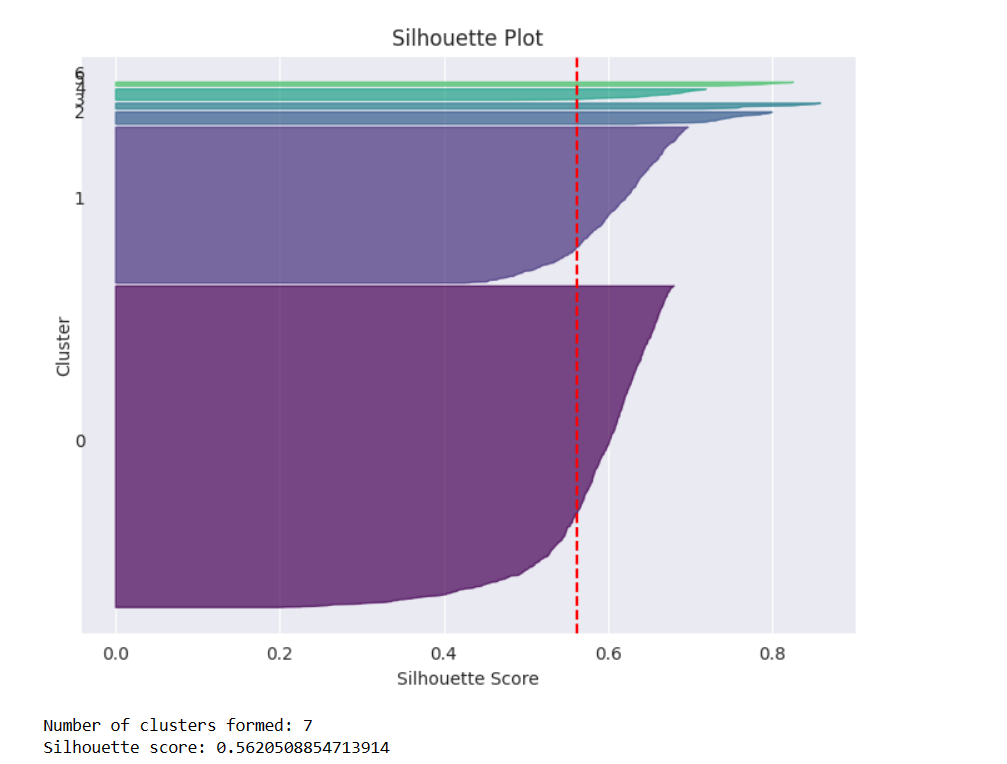 Silhouette Plot
6
4
3
2
1
0
Cluster
0.0 0.2 0.4 0.6 0.8
Silhouette Score
Number of clusters formed: 7
Silhouette score: 0.5620508854713914